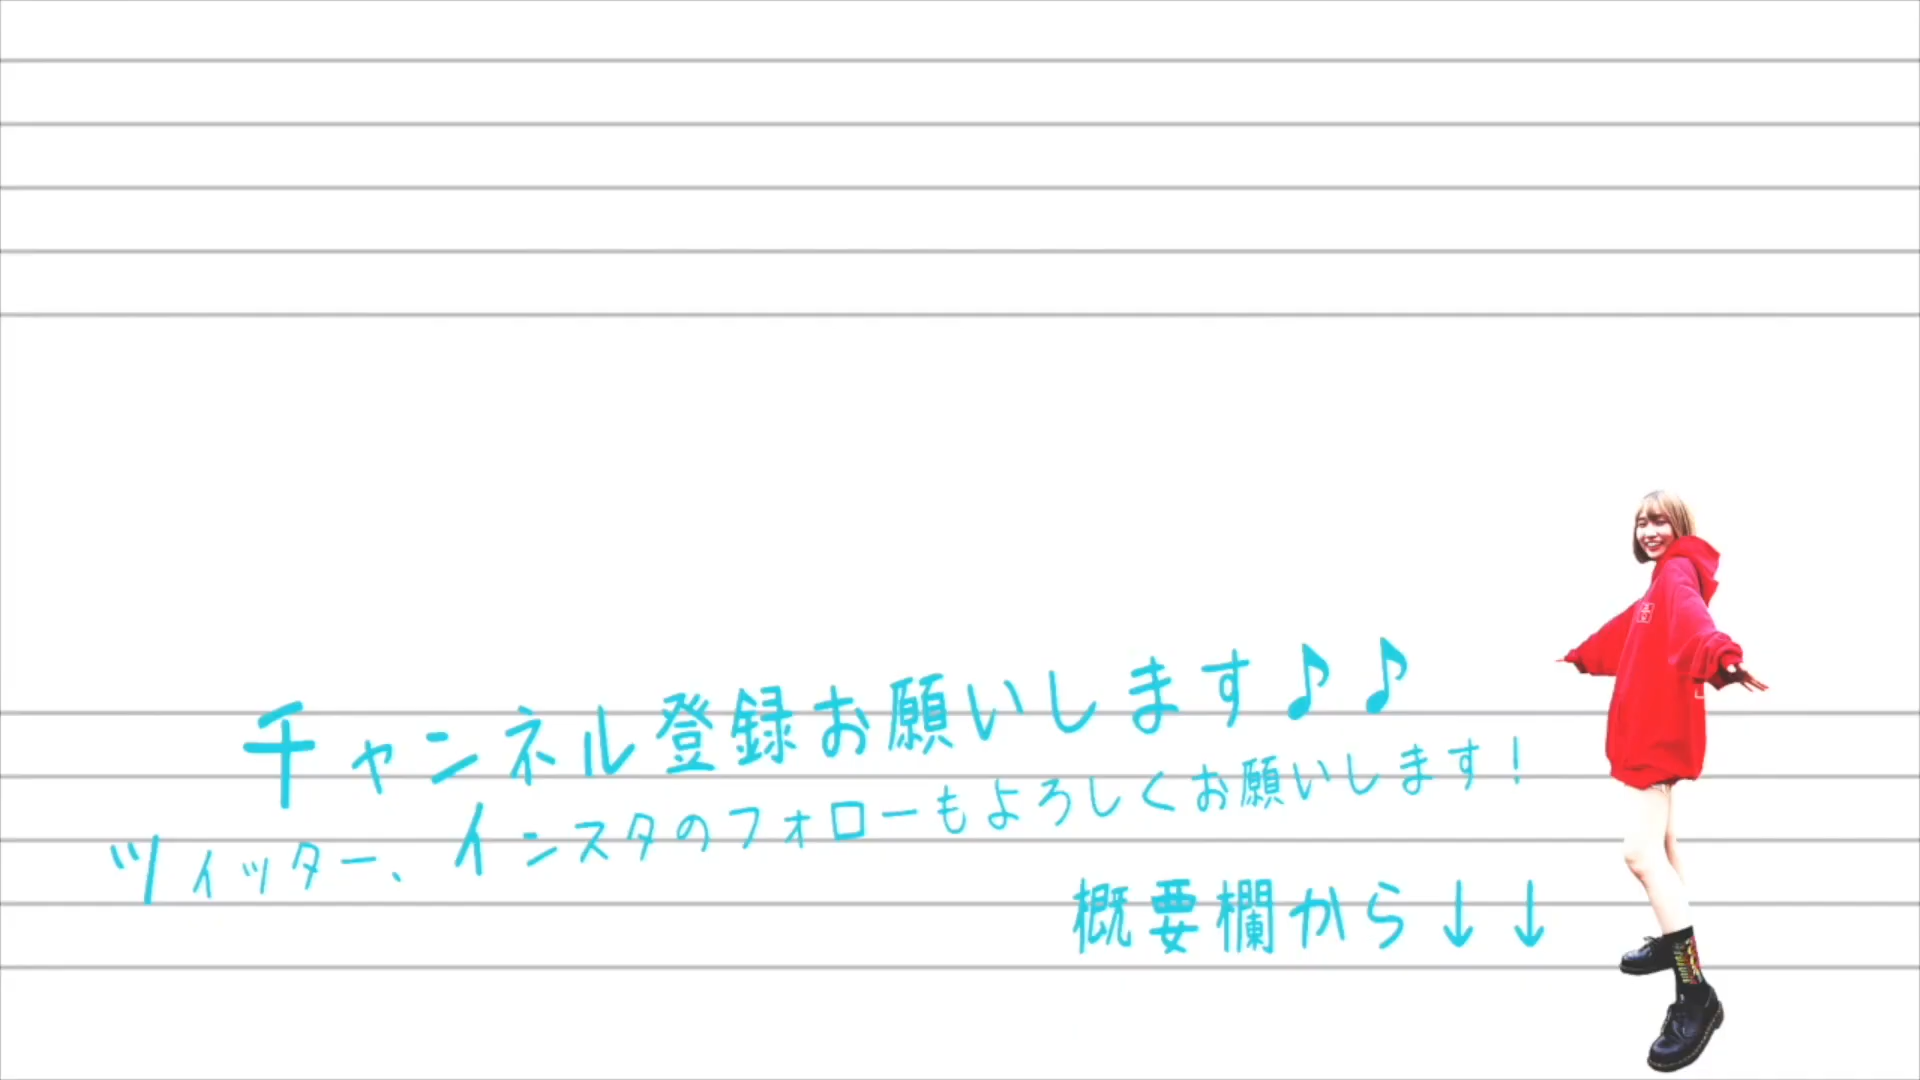 チャンネル登録お願いします♪♪
ツイッター、インスタのフォローもよろしくお願いします!
概要欄から↓↓